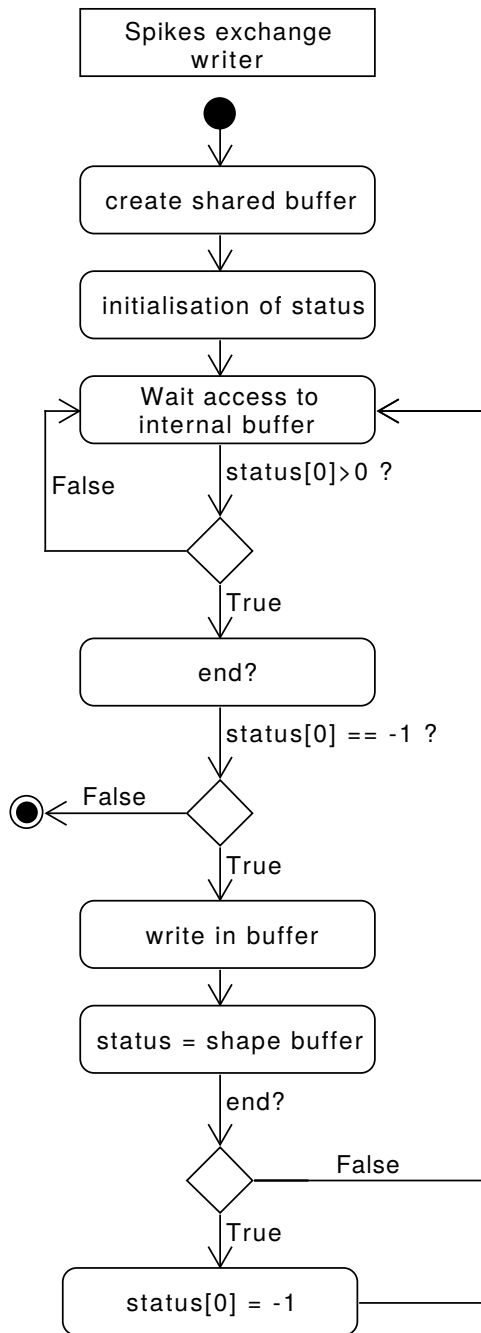 Spikes exchange
writer
create shared buffer
initialisation of status
Wait access to
internal buffer
status[0]>0 ?
False
True
end?
status[0] == -1 ?
False
True
write in buffer
status = shape buffer
end?
False
True
status[0] = -1